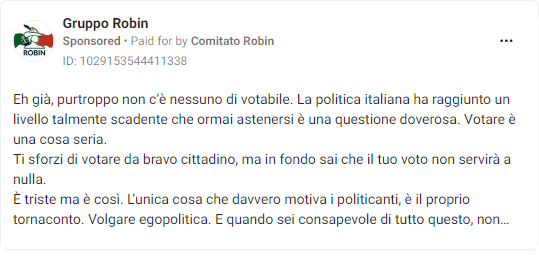 Gruppo Robin
Sponsored • Paid for by Comitato Robin
ID: 1029153544411338
ROBIN
Eh già, purtroppo non c'è nessuno di votabile. La politica italiana ha raggiunto un
livello talmente scadente che ormai astenersi è una questione doverosa. Votare è
una cosa seria.
Ti sforzi di votare da bravo cittadino, ma in fondo sai che il tuo voto non servirà a
nulla.
È triste ma è così. L'unica cosa che davvero motiva i politicanti, è il proprio
tornaconto. Volgare egopolitica. E quando sei consapevole di tutto questo, non...